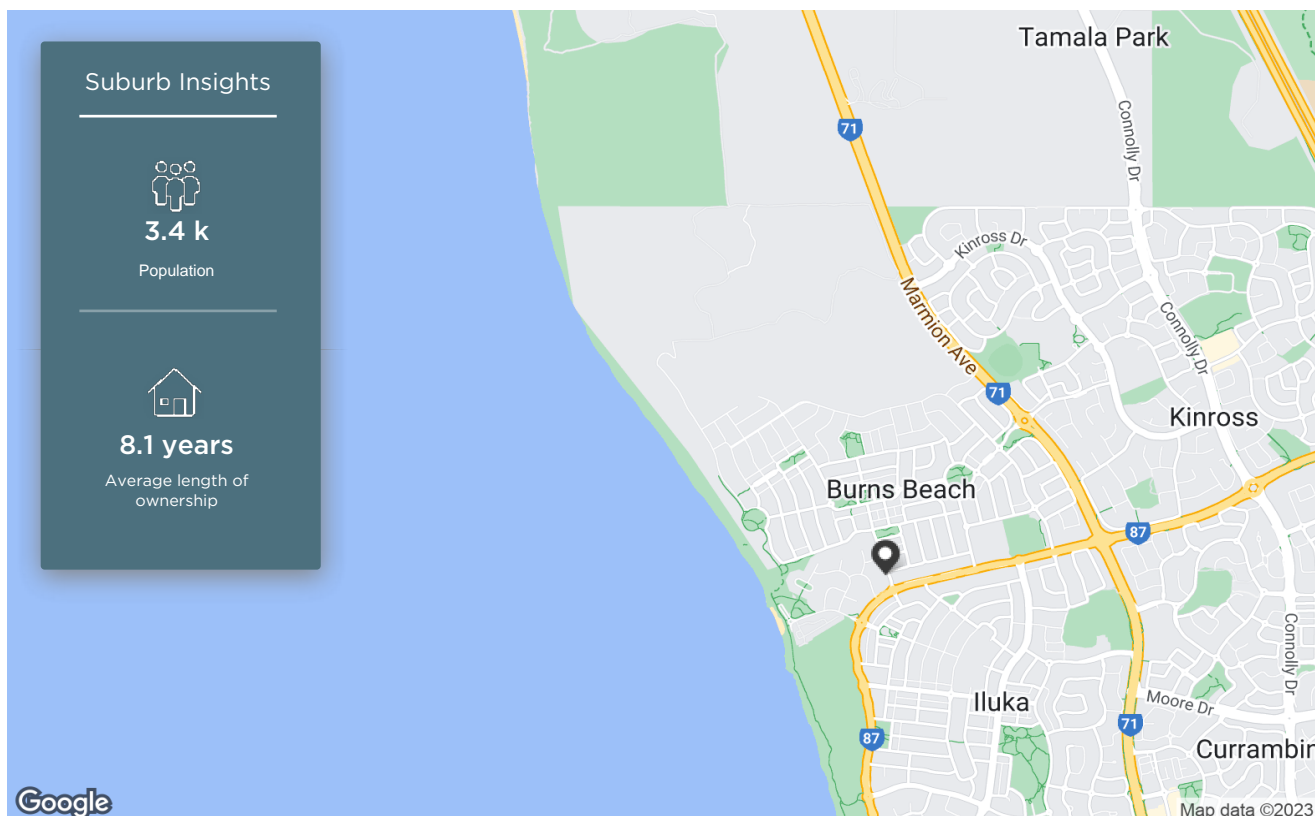 Suburb Insights
3.4 k
Population
8.1 years
Average length of
ownership
Tamala Park
Connolly Dr
71
Kinross Dr
Marmion Ave
Connolly Dr
71
Kinross
Burns Beach
87
Connolly Dr
Iluka
Moore Dr
71
87
Currambin
Google
Map data ©2023